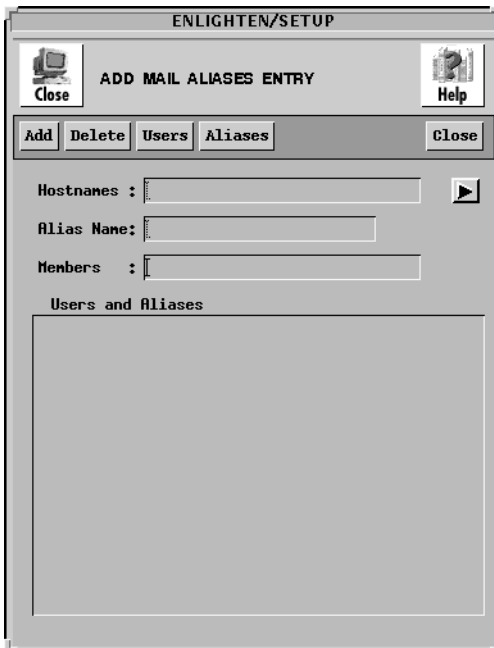 ENLIGHTEN/SETUP
Close
ADD MAIL ALIASES ENTRY
Help
Add Delete Users Aliases Close
Hostnames :
Alias Name:
Members :
Users and Aliases